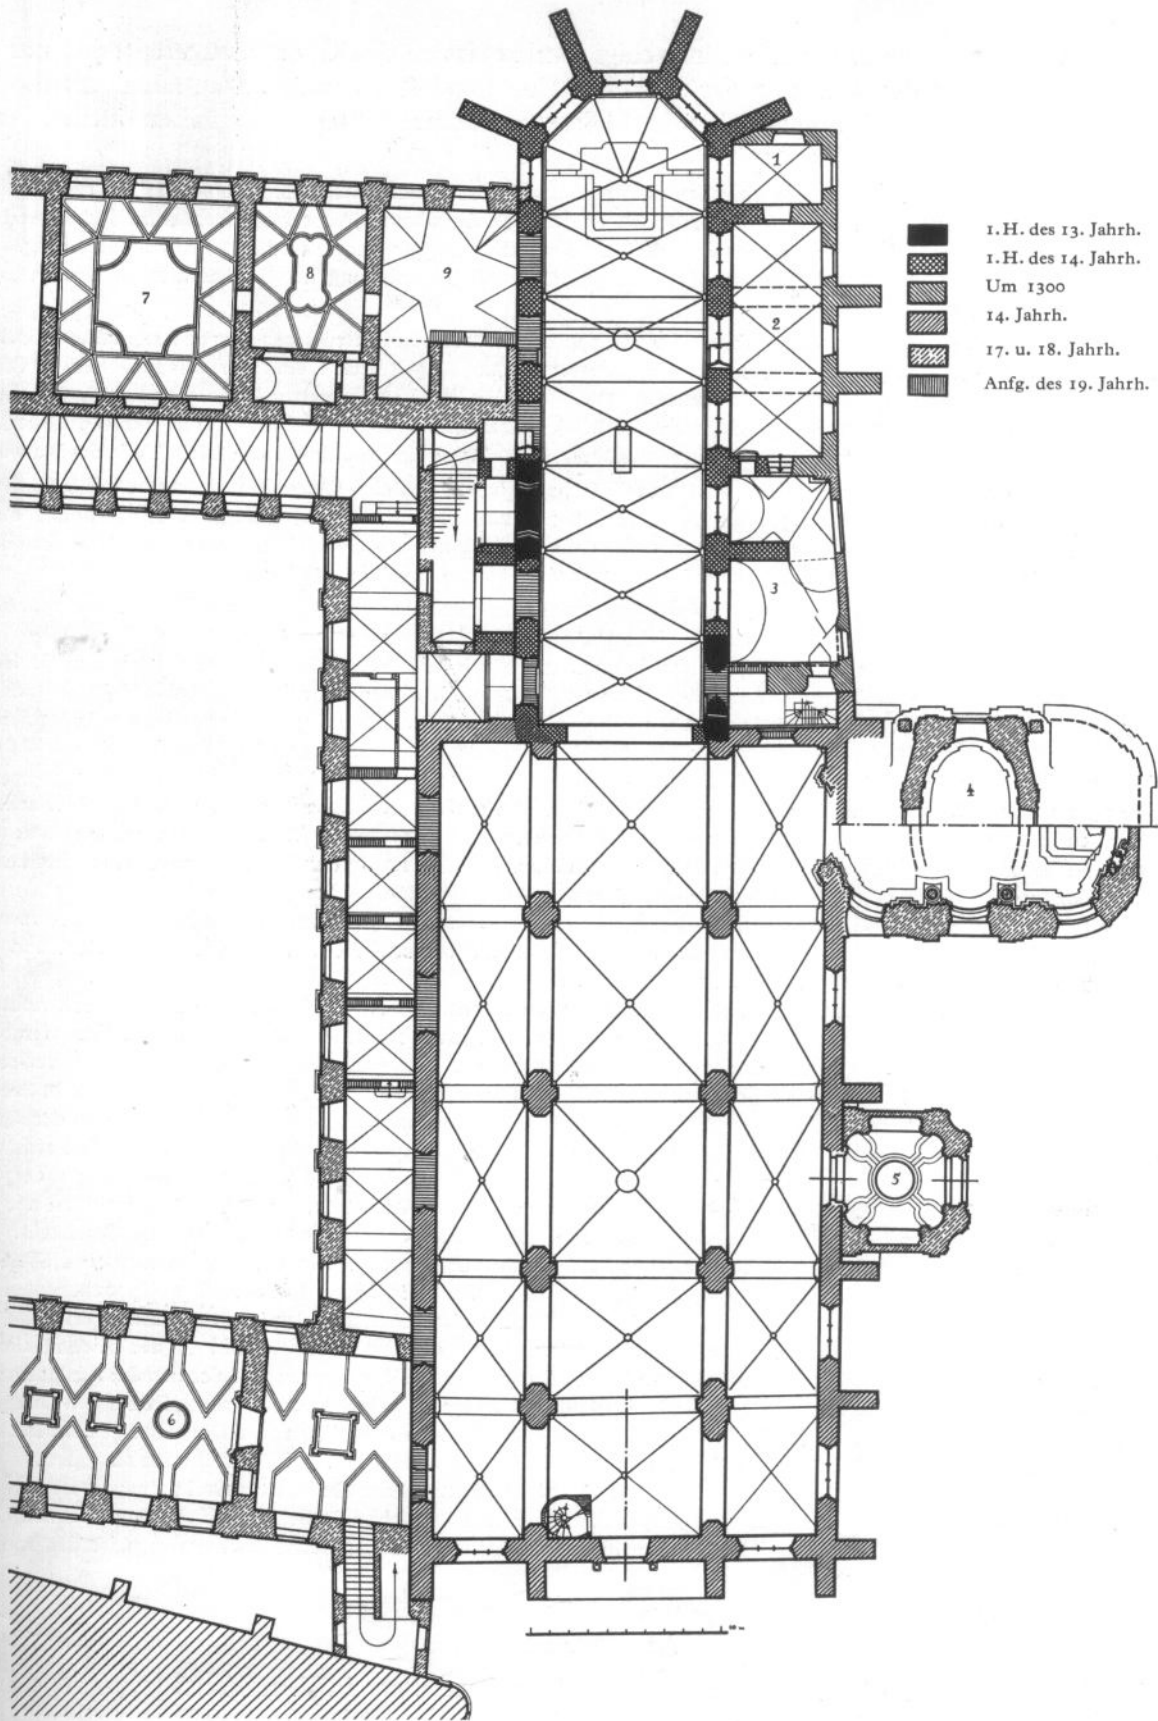 1
1. H. des 13. Jahrh.
1. H. des 14. Jahrh.
Um 1300
14. Jahrh.
17. u. 18. Jahrh.
Anfg. des 19. Jahrh.
2
7
8
9
3
4
5
6